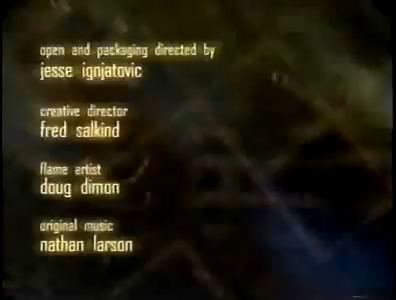 open and packaging directed by
jesse ignjatovic
creative director
fred salkind
flame artist
doug dimon
original music
nathan larson